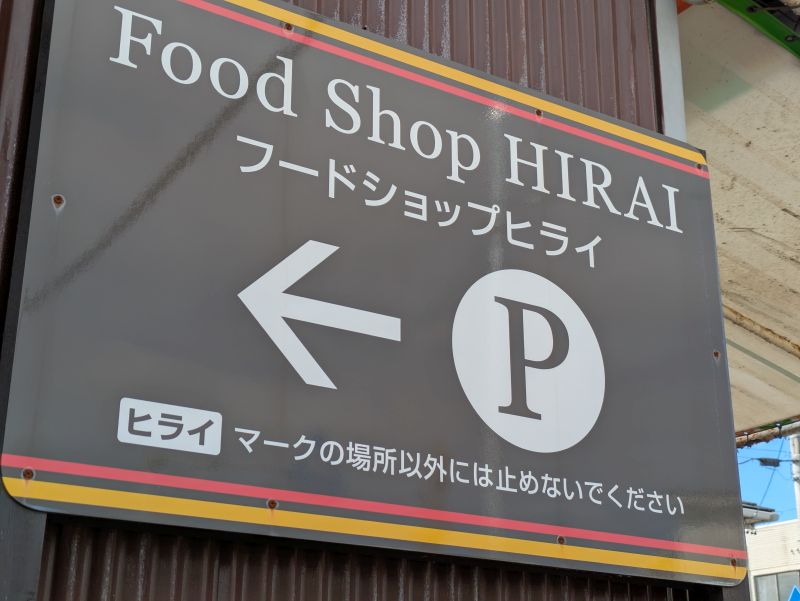 Food Shop HIRAI
フードショップヒライ
← P
ヒライ マークの場所以外には止めないでください